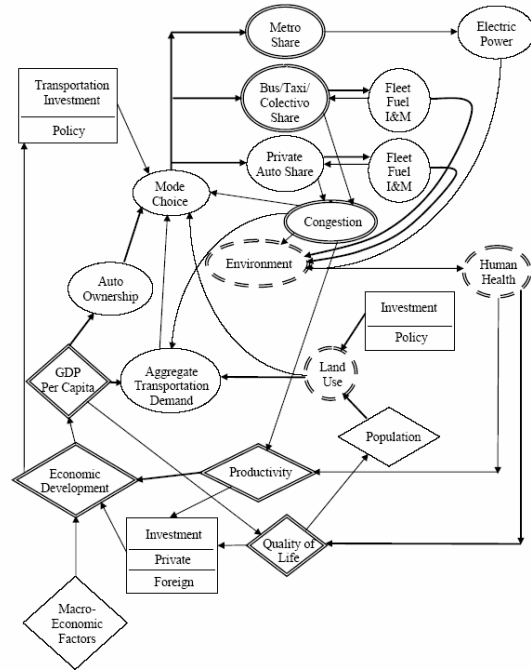 Metro
Share
Electric
Power
Transportation
Investment
Policy
Bus/Taxi/
Colectivo
Share
Fleet
Fuel
I&M
Private
Auto Share
Fleet
Fuel
I&M
Mode
Choice
Congestion
Environment
Human
Health
Auto
Ownership
Investment
Policy
GDP
Per Capita
Aggregate
Transportation
Demand
Land
Use
Population
Economic
Development
Productivity
Investment
Private
Foreign
Quality of
Life
Macro-
Economic
Factors